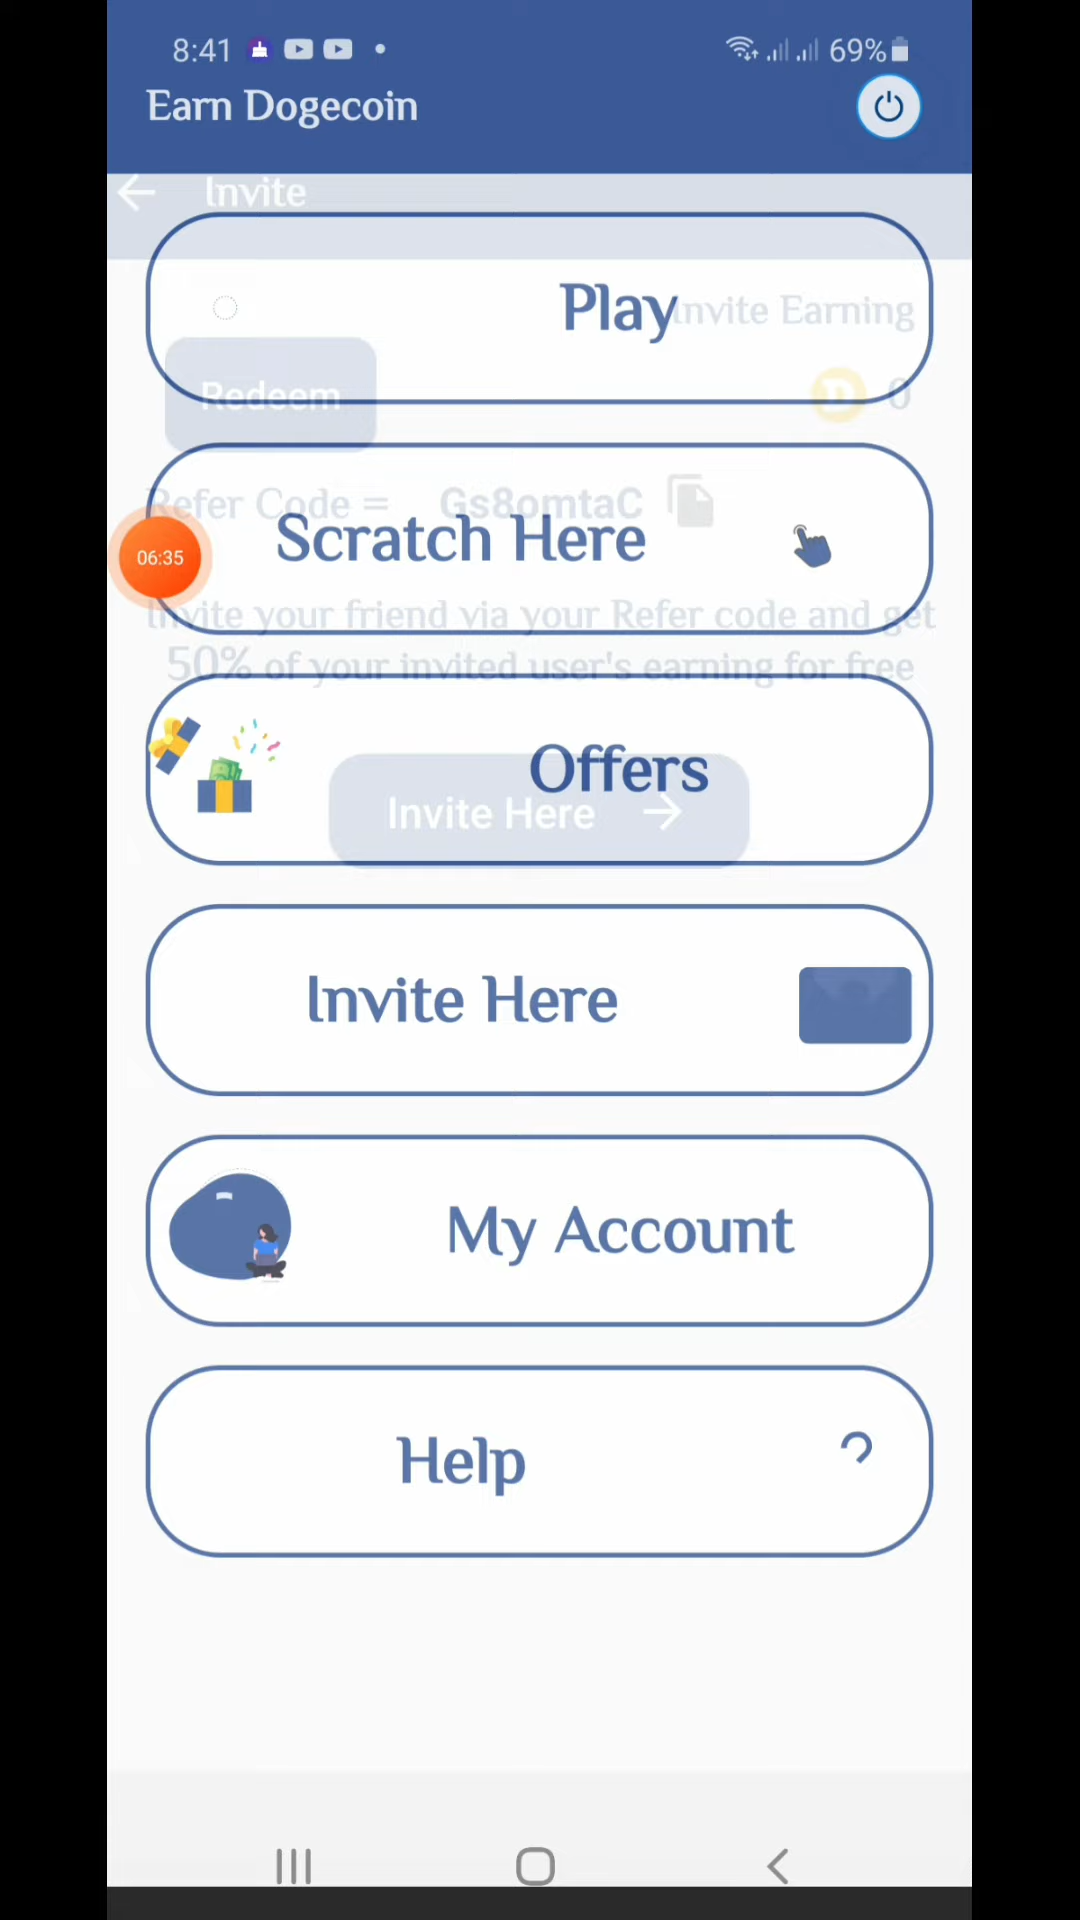 8:41
69%
Earn Dogecoin
Invite
Play
Invite Earning
Redeem
0
Refer Code = Gs8omtaC
Scratch Here
06:35
Invite your friend via your Refer code and get
50% of your invited user's earning for free
Offers
Invite Here
Invite Here
My Account
Help